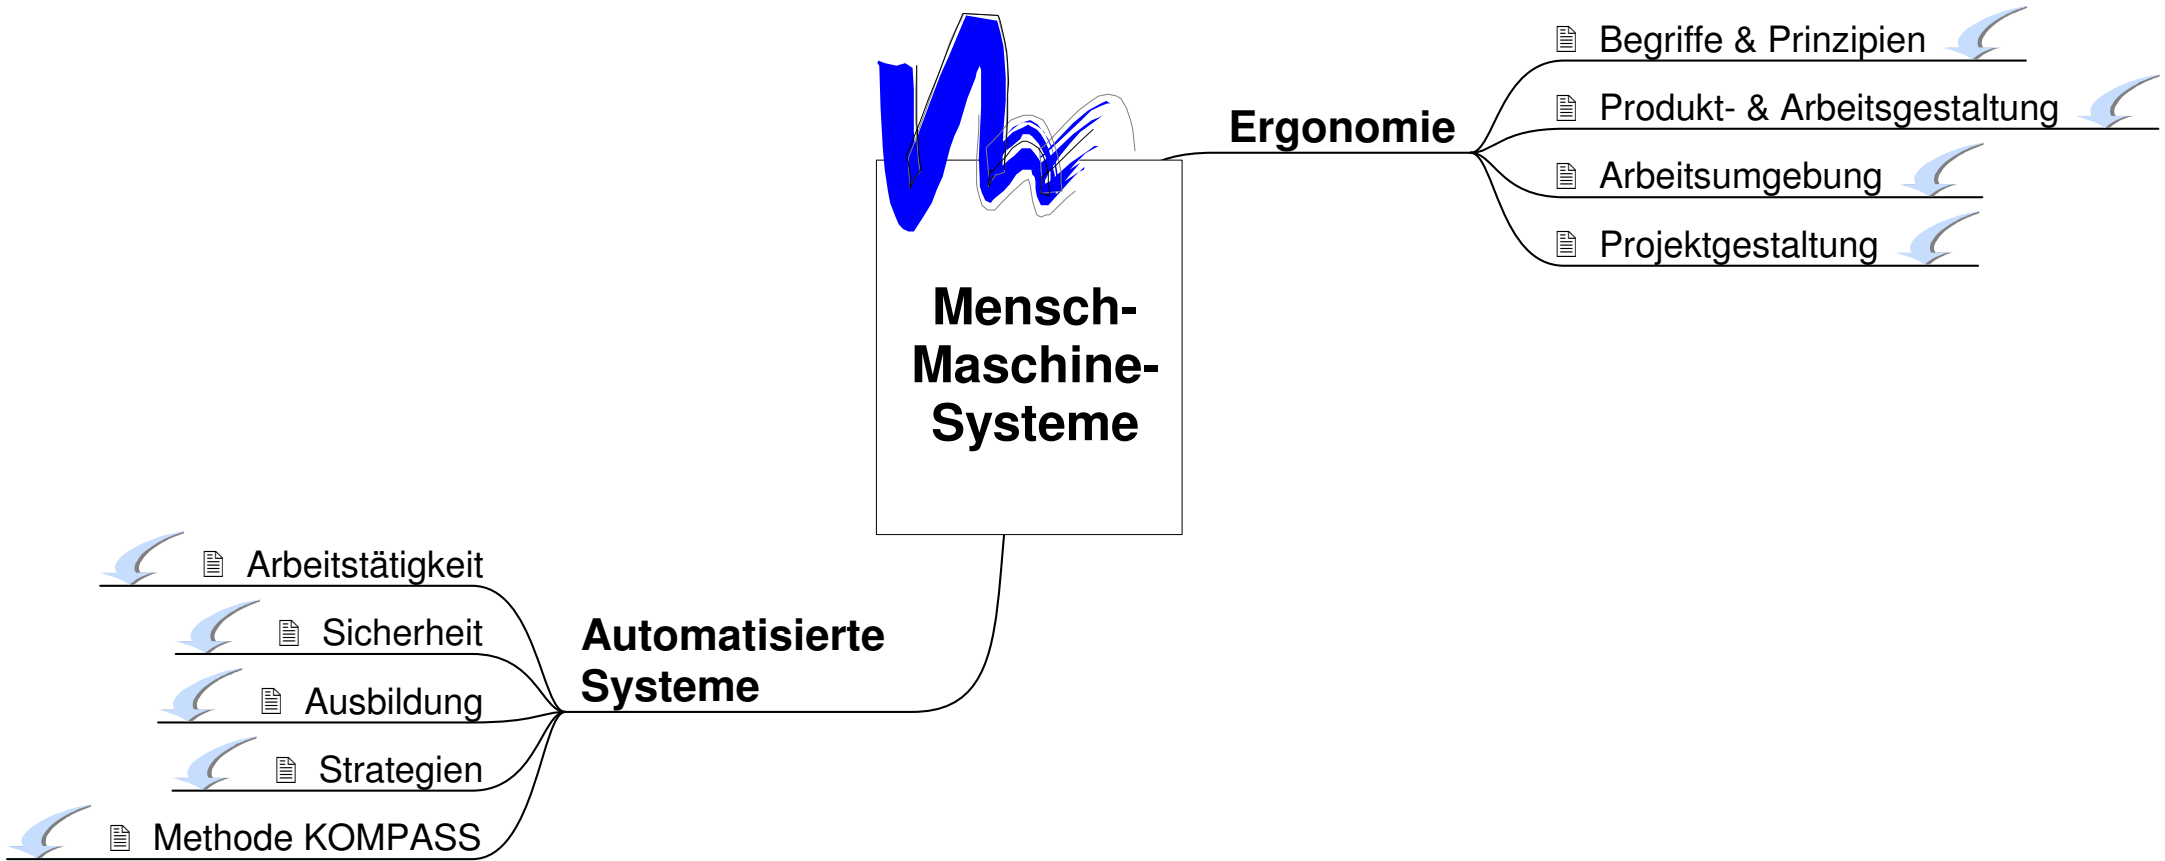 Mensch-
Maschine-
Systeme
Ergonomie
Begriffe & Prinzipien
Produkt- & Arbeitsgestaltung
Arbeitsumgebung
Projektgestaltung
Automatisierte
Systeme
Arbeitstätigkeit
Sicherheit
Ausbildung
Strategien
Methode KOMPASS